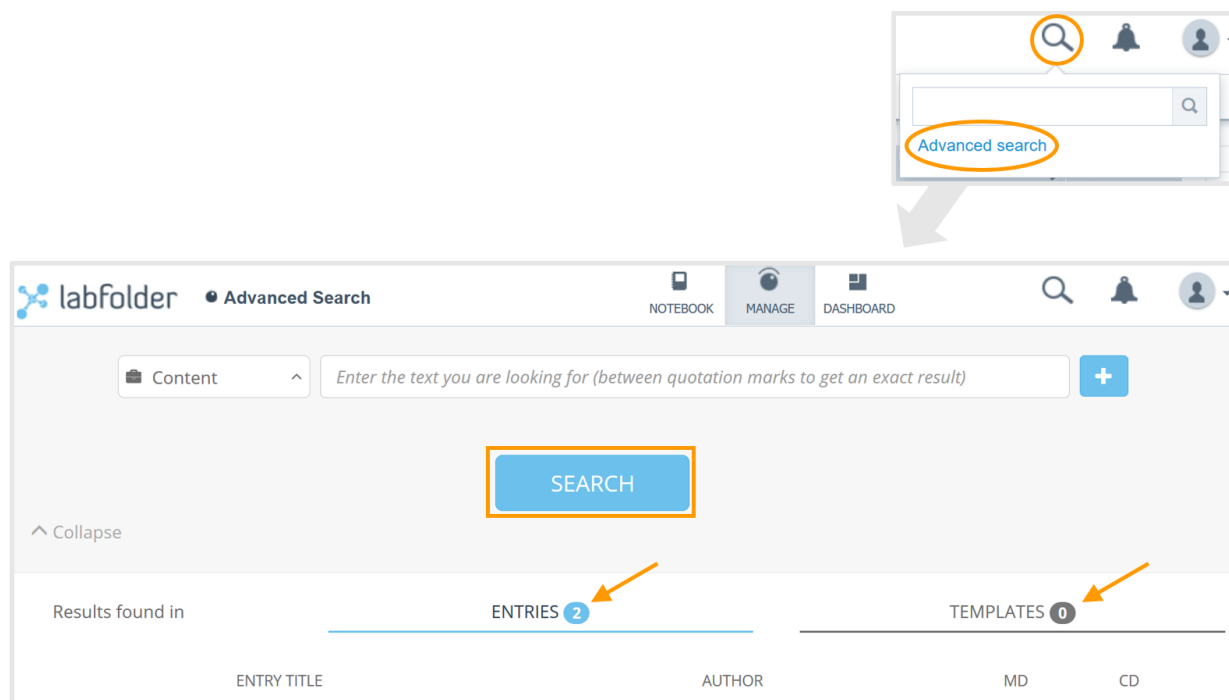 Advanced search
labfolder
Advanced Search
NOTEBOOK
MANAGE
DASHBOARD
Content
Enter the text you are looking for (between quotation marks to get an exact result)
+
SEARCH
Collapse
Results found in
ENTRIES 2
TEMPLATES 0
ENTRY TITLE
AUTHOR
MD
CD